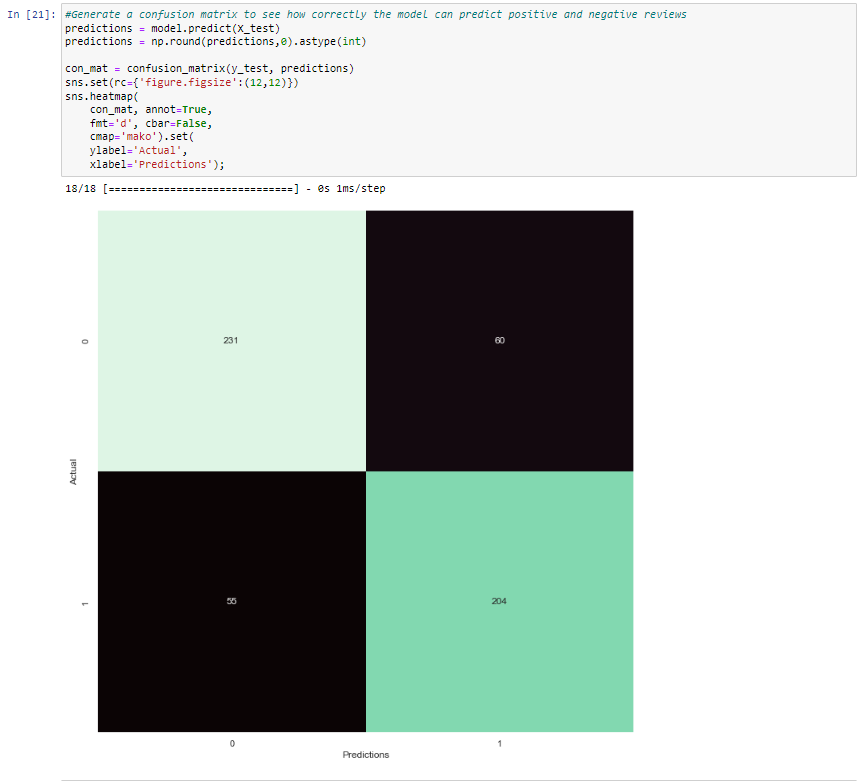 In [21]: #Generate a confusion matrix to see how correctly the model can predict positive and negative reviews
predictions = model.predict(X_test)
predictions = np.round(predictions,0).astype(int)
con_mat = confusion_matrix(y_test, predictions)
sns.set(rc={'figure.figsize':(12,12)})
sns.heatmap(
con_mat, annot=True,
fmt='d', cbar=False,
cmap='mako').set(
ylabel='Actual',
xlabel='Predictions');
18/18 [==============================] - 0s 1ms/step
0 231 60
Actual
1 55 204
0 1
Predictions